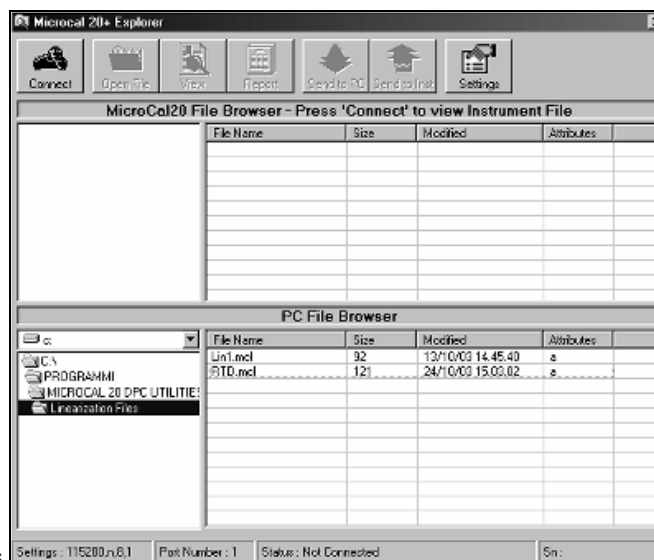 Microcal 20+ Explorer
Connect Open File View Report Send to PC Send to Inst Settings
MicroCal20 File Browser - Press 'Connect' to view Instrument File
File Name Size Modified Attributes
PC File Browser
c:
File Name Size Modified Attributes
C:\
Lin1.mcl 92 13/10/03 14.45.40 a
PROGRAMMI
RTD.mcl 121 24/10/03 15.03.02 a
MICROCAL 20 DPC UTILITIES
Linearization Files
Settings : 115200,n,8,1 Port Number : 1 Status : Not Connected Sn :